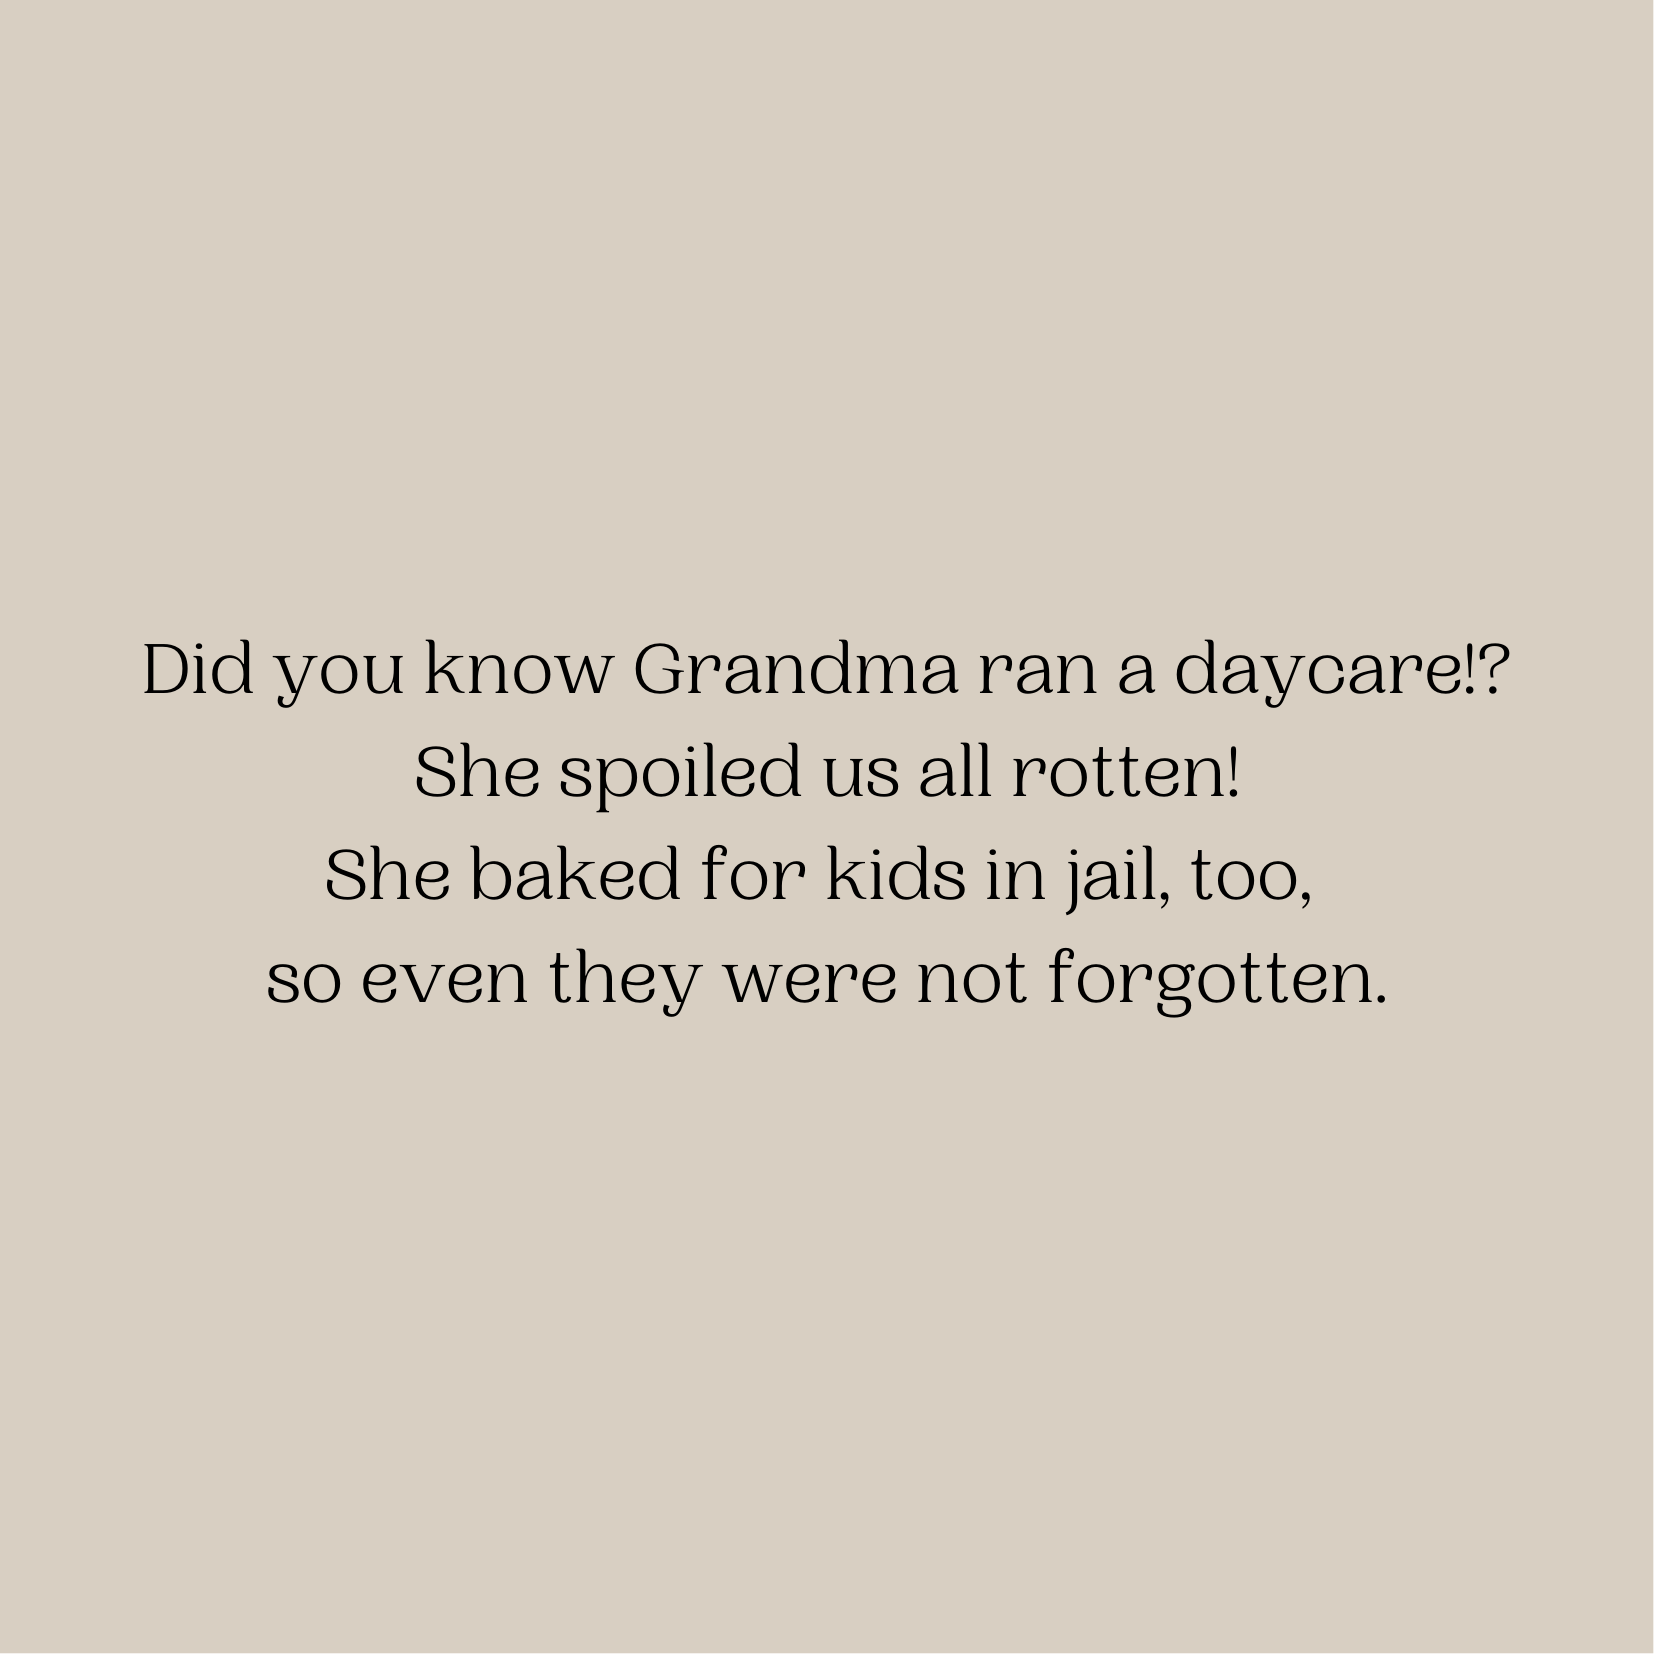 Did you know Grandma ran a daycare!?
She spoiled us all rotten!
She baked for kids in jail, too,
so even they were not forgotten.